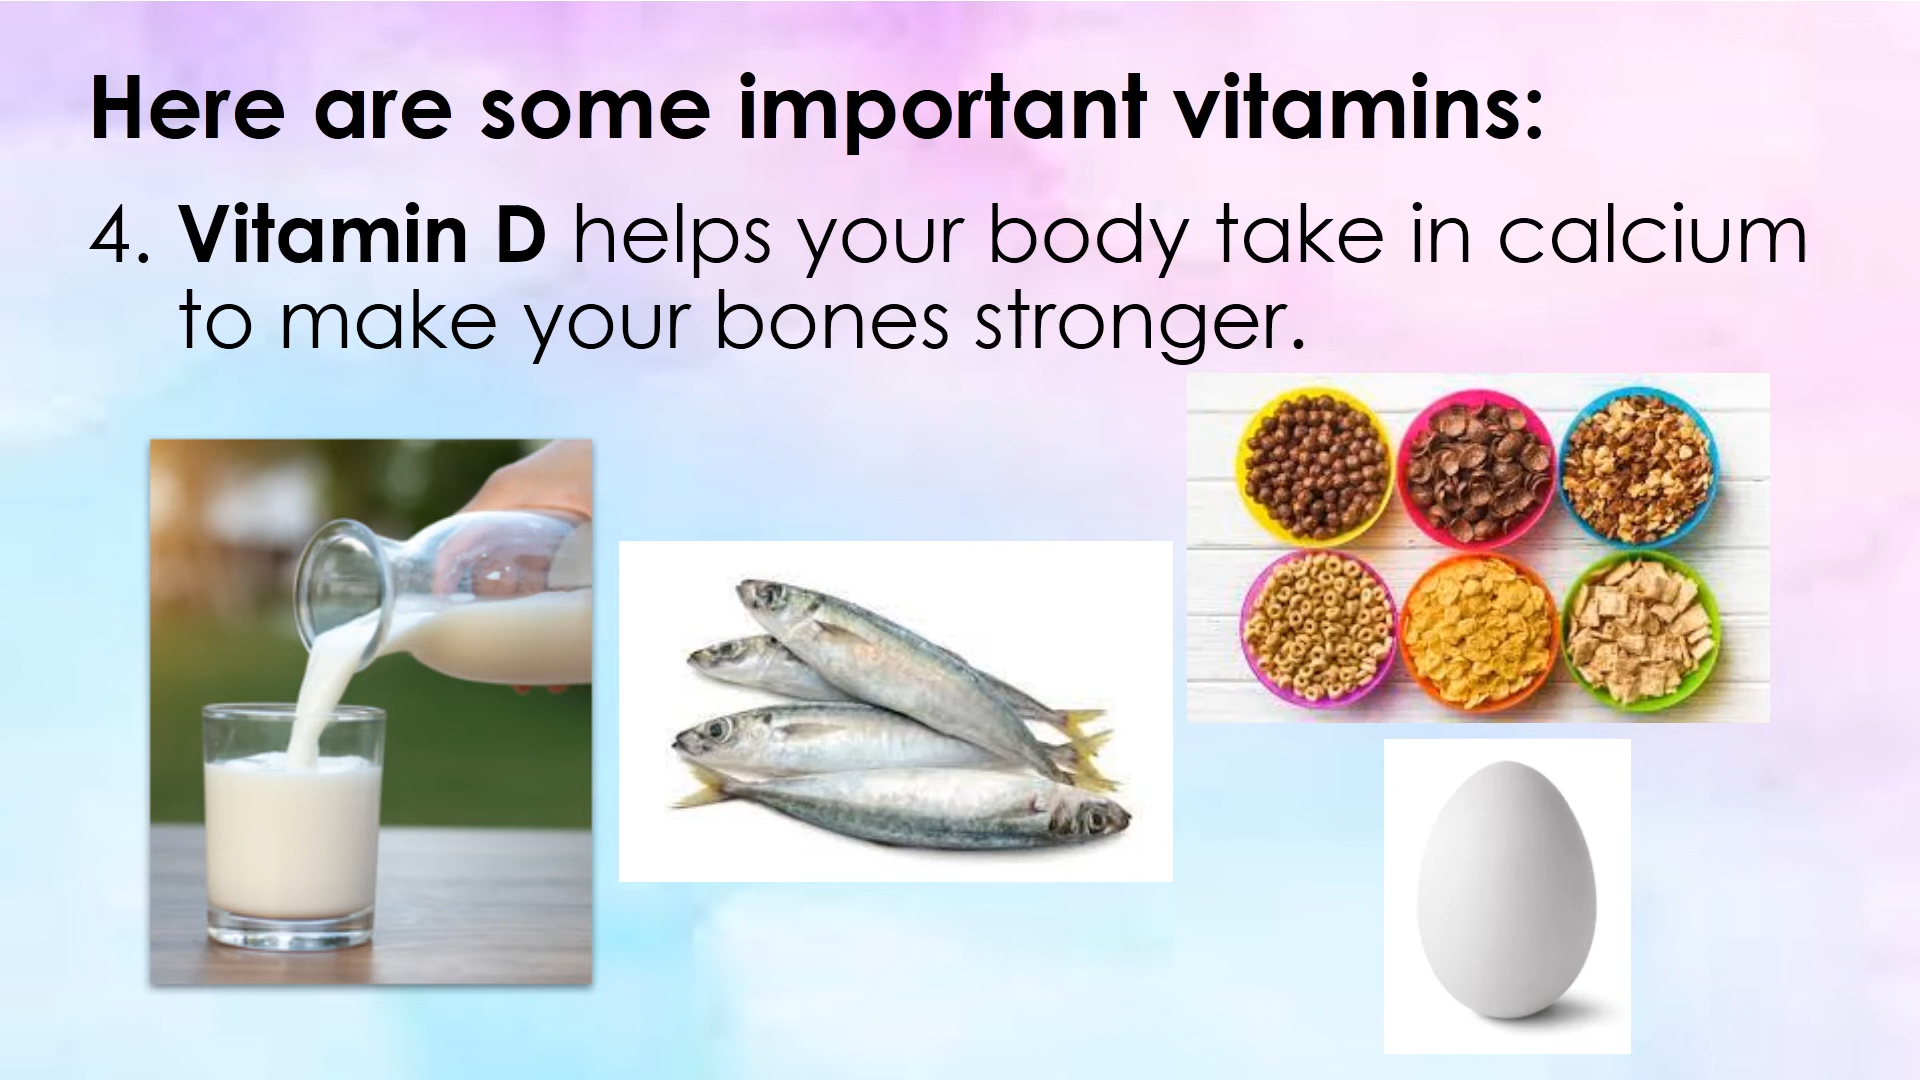 Here are some important vitamins:
4. Vitamin D helps your body take in calcium
to make your bones stronger.